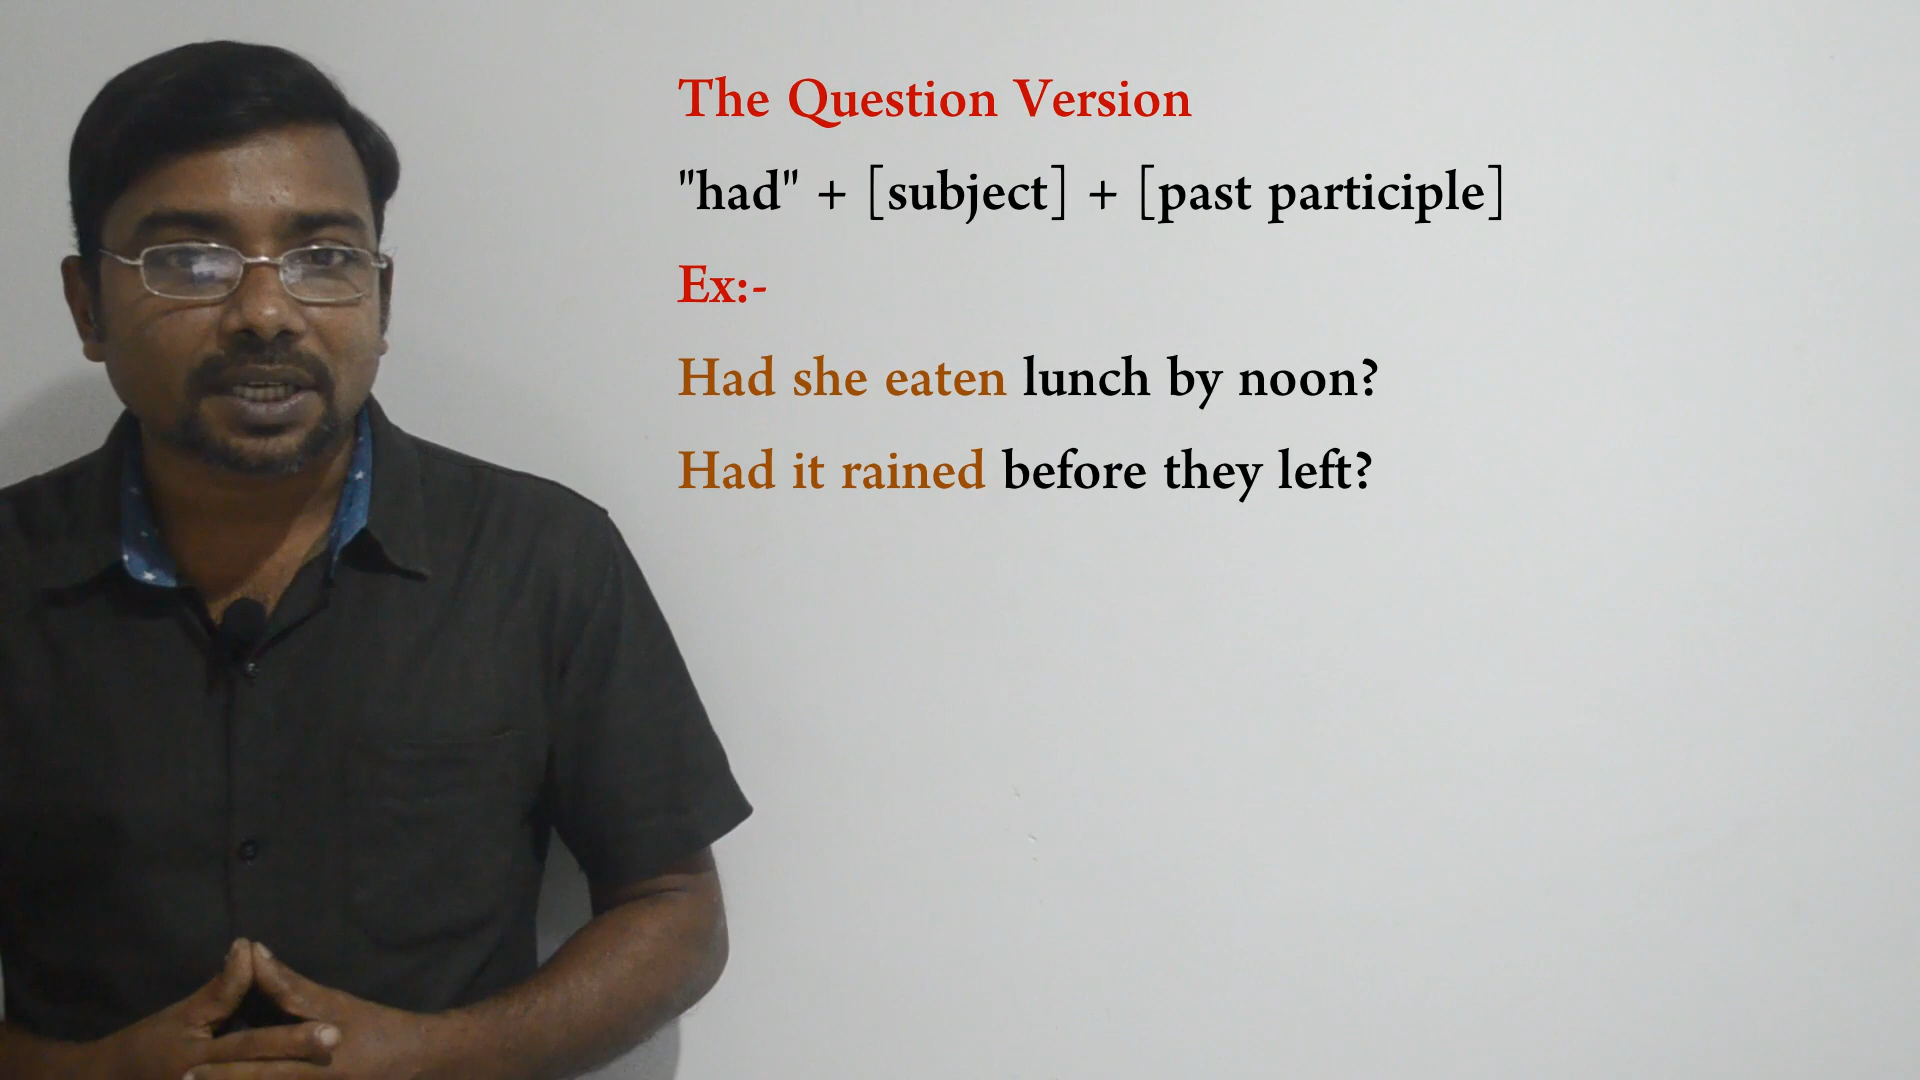 The Question Version
"had" + [subject] + [past participle]
Ex:-
Had she eaten lunch by noon?
Had it rained before they left?